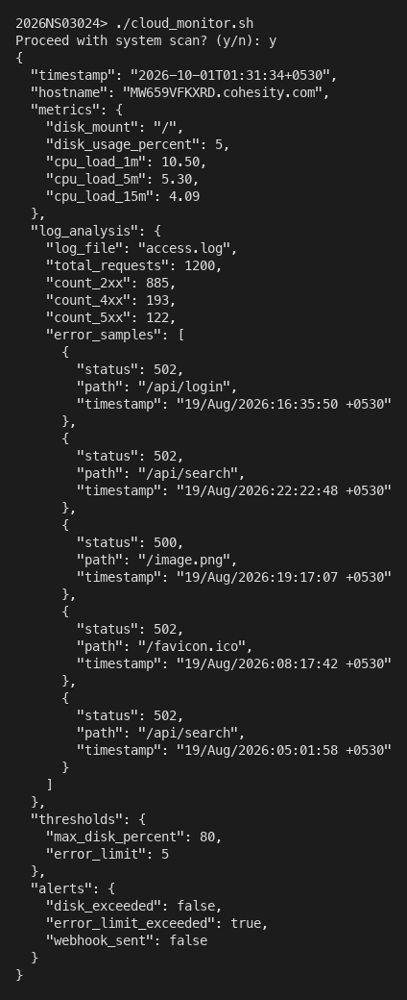 2026NS03024> ./cloud_monitor.sh
Proceed with system scan? (y/n): y
{
  "timestamp": "2026-10-01T01:31:34+0530",
  "hostname": "MW659VFKXRD.cohesity.com",
  "metrics": {
    "disk_mount": "/",
    "disk_usage_percent": 5,
    "cpu_load_1m": 10.50,
    "cpu_load_5m": 5.30,
    "cpu_load_15m": 4.09
  },
  "log_analysis": {
    "log_file": "access.log",
    "total_requests": 1200,
    "count_2xx": 885,
    "count_4xx": 193,
    "count_5xx": 122,
    "error_samples": [
      {
        "status": 502,
        "path": "/api/login",
        "timestamp": "19/Aug/2026:16:35:50 +0530"
      },
      {
        "status": 502,
        "path": "/api/search",
        "timestamp": "19/Aug/2026:22:22:48 +0530"
      },
      {
        "status": 500,
        "path": "/image.png",
        "timestamp": "19/Aug/2026:19:17:07 +0530"
      },
      {
        "status": 502,
        "path": "/favicon.ico",
        "timestamp": "19/Aug/2026:08:17:42 +0530"
      },
      {
        "status": 502,
        "path": "/api/search",
        "timestamp": "19/Aug/2026:05:01:58 +0530"
      }
    ]
  },
  "thresholds": {
    "max_disk_percent": 80,
    "error_limit": 5
  },
  "alerts": {
    "disk_exceeded": false,
    "error_limit_exceeded": true,
    "webhook_sent": false
  }
}